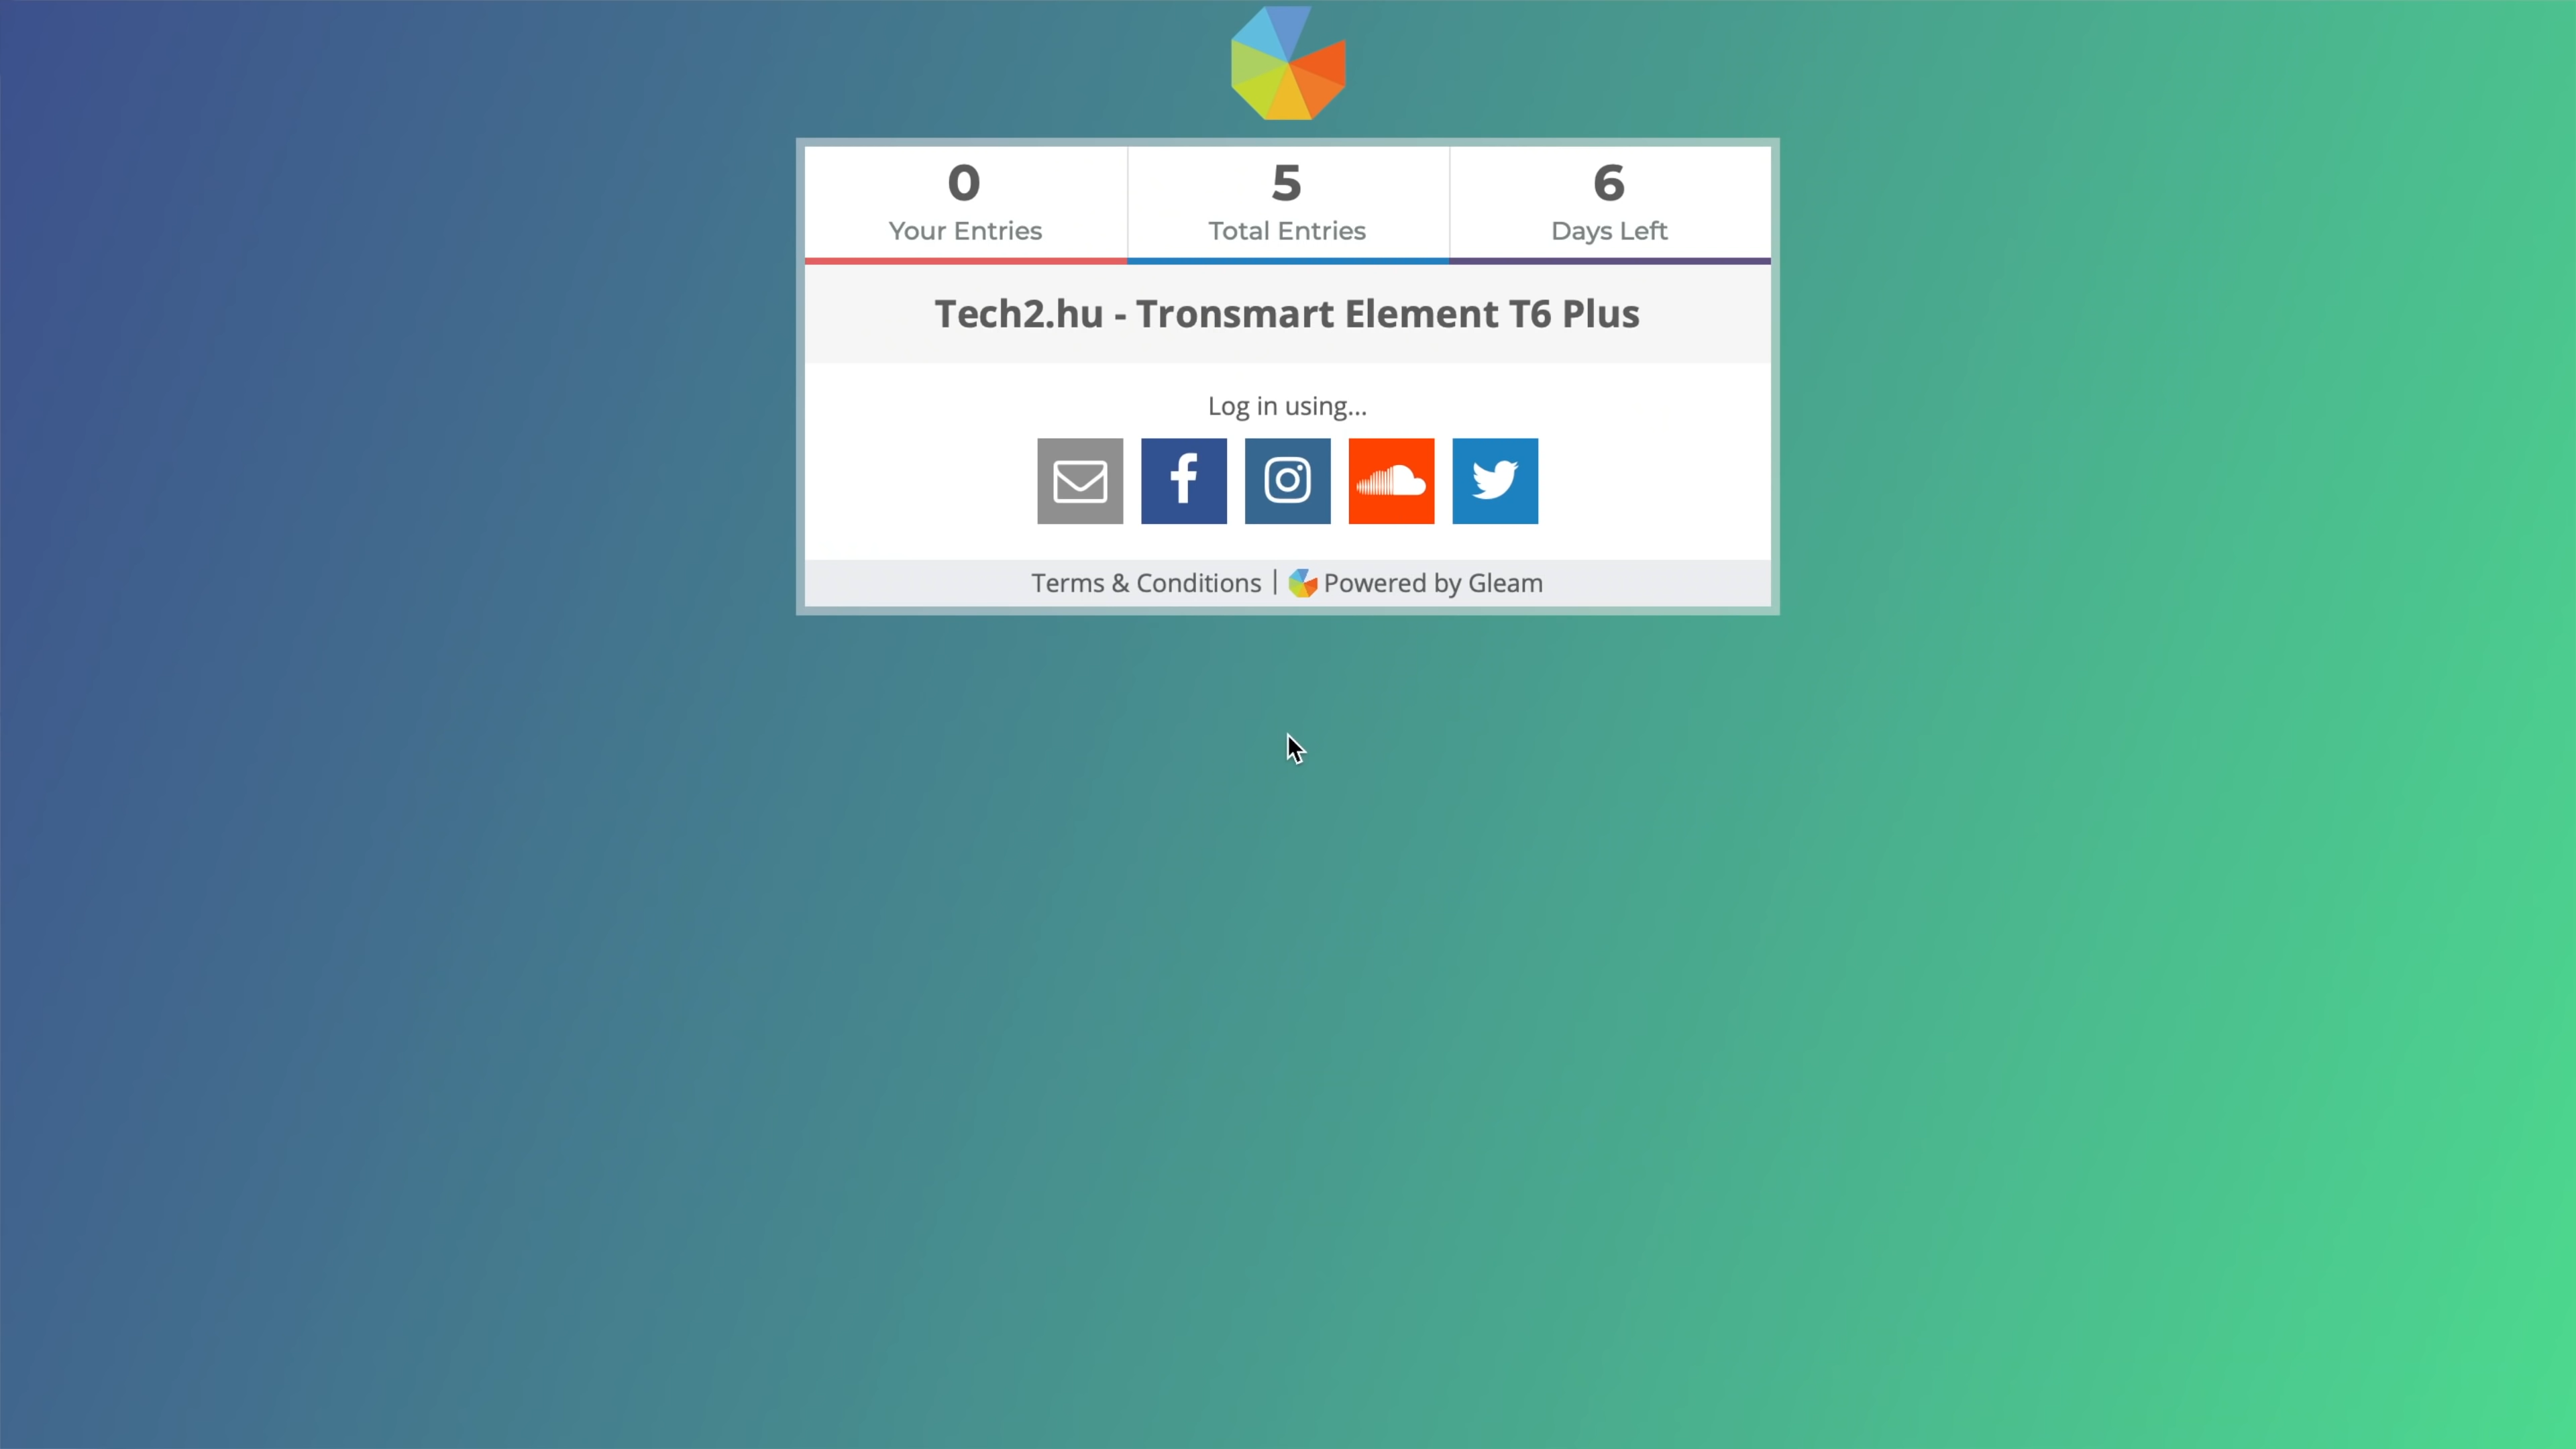 0
Your Entries
5
Total Entries
6
Days Left
Tech2.hu - Tronsmart Element T6 Plus
Log in using...
Terms & Conditions | Powered by Gleam